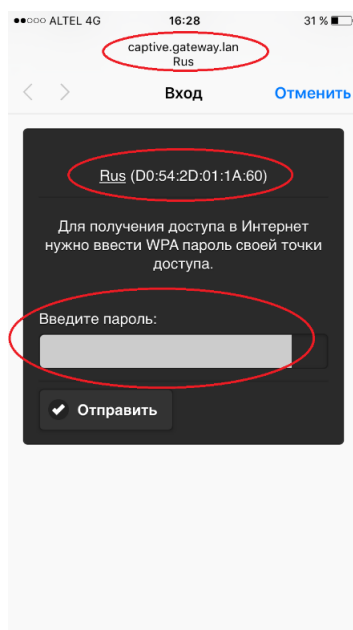 ALTEL 4G 16:28 31 %
captive.gateway.lan
Rus
Вход Отменить
Rus (D0:54:2D:01:1A:60)
Для получения доступа в Интернет
нужно ввести WPA пароль своей точки
доступа.
Введите пароль:
Отправить